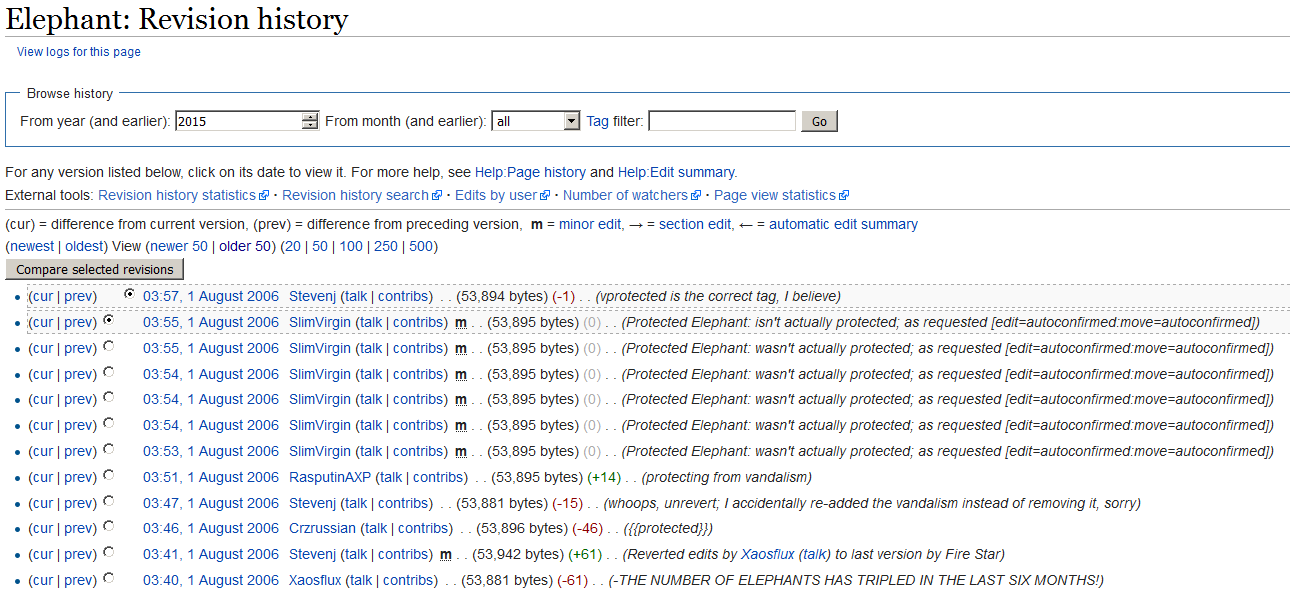 Elephant: Revision history
View logs for this page
Browse history
From year (and earlier): 2015 From month (and earlier): all Tag filter: Go
For any version listed below, click on its date to view it. For more help, see Help:Page history and Help:Edit summary.
External tools: Revision history statistics · Revision history search · Edits by user · Number of watchers · Page view statistics
(cur) = difference from current version, (prev) = difference from preceding version, m = minor edit, → = section edit, ← = automatic edit summary
(newest | oldest) View (newer 50 | older 50) (20 | 50 | 100 | 250 | 500)
Compare selected revisions
• (cur | prev) 03:57, 1 August 2006 Stevenj (talk | contribs) . . (53,894 bytes) (-1) . . (vprotected is the correct tag, I believe)
• (cur | prev) 03:55, 1 August 2006 SlimVirgin (talk | contribs) m . . (53,895 bytes) (0) . . (Protected Elephant: isn't actually protected; as requested [edit=autoconfirmed:move=autoconfirmed])
• (cur | prev) 03:55, 1 August 2006 SlimVirgin (talk | contribs) m . . (53,895 bytes) (0) . . (Protected Elephant: wasn't actually protected; as requested [edit=autoconfirmed:move=autoconfirmed])
• (cur | prev) 03:54, 1 August 2006 SlimVirgin (talk | contribs) m . . (53,895 bytes) (0) . . (Protected Elephant: wasn't actually protected; as requested [edit=autoconfirmed:move=autoconfirmed])
• (cur | prev) 03:54, 1 August 2006 SlimVirgin (talk | contribs) m . . (53,895 bytes) (0) . . (Protected Elephant: wasn't actually protected; as requested [edit=autoconfirmed:move=autoconfirmed])
• (cur | prev) 03:54, 1 August 2006 SlimVirgin (talk | contribs) m . . (53,895 bytes) (0) . . (Protected Elephant: wasn't actually protected; as requested [edit=autoconfirmed:move=autoconfirmed])
• (cur | prev) 03:53, 1 August 2006 SlimVirgin (talk | contribs) m . . (53,895 bytes) (0) . . (Protected Elephant: wasn't actually protected; as requested [edit=autoconfirmed:move=autoconfirmed])
• (cur | prev) 03:51, 1 August 2006 RasputinAXP (talk | contribs) . . (53,895 bytes) (+14) . . (protecting from vandalism)
• (cur | prev) 03:47, 1 August 2006 Stevenj (talk | contribs) . . (53,881 bytes) (-15) . . (whoops, unrevert; I accidentally re-added the vandalism instead of removing it, sorry)
• (cur | prev) 03:46, 1 August 2006 Crzrussian (talk | contribs) . . (53,896 bytes) (-46) . . ({{protected}})
• (cur | prev) 03:41, 1 August 2006 Stevenj (talk | contribs) m . . (53,942 bytes) (+61) . . (Reverted edits by Xaosflux (talk) to last version by Fire Star)
• (cur | prev) 03:40, 1 August 2006 Xaosflux (talk | contribs) . . (53,881 bytes) (-61) . . (-THE NUMBER OF ELEPHANTS HAS TRIPLED IN THE LAST SIX MONTHS!)